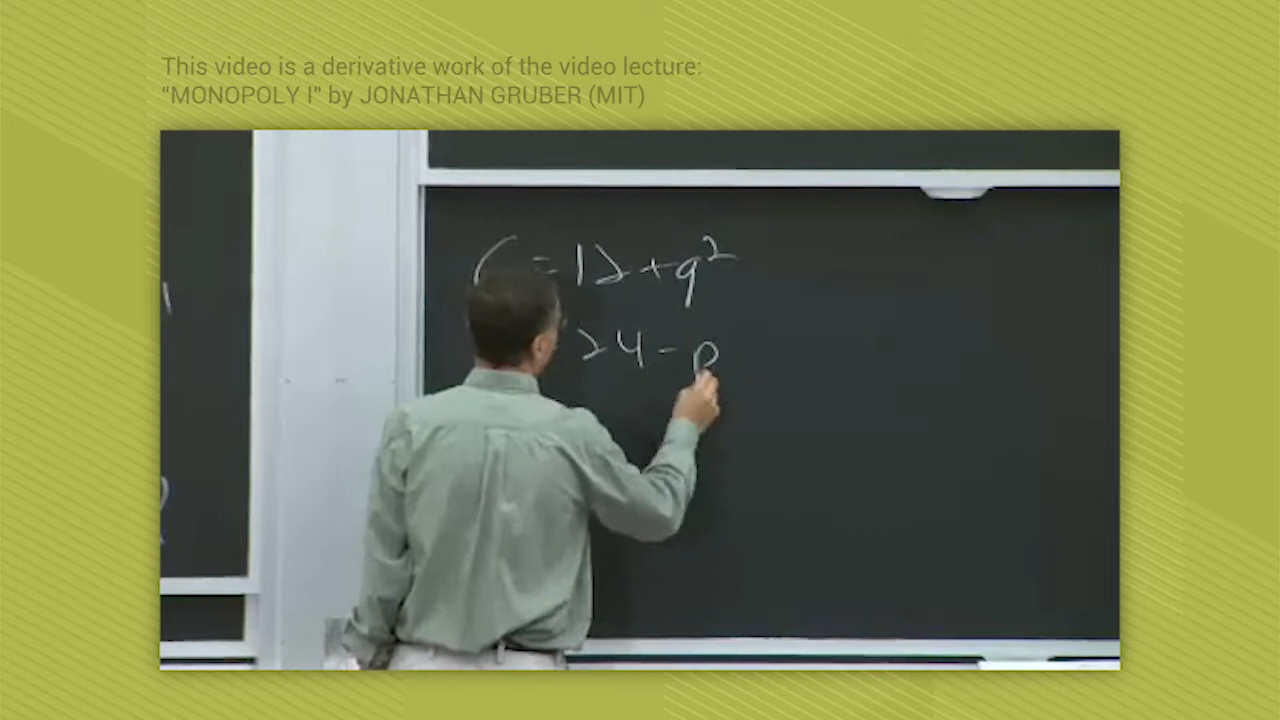 This video is a derivative work of the video lecture:
"MONOPOLY I" by JONATHAN GRUBER (MIT)
C = 12 + q²
24 - p